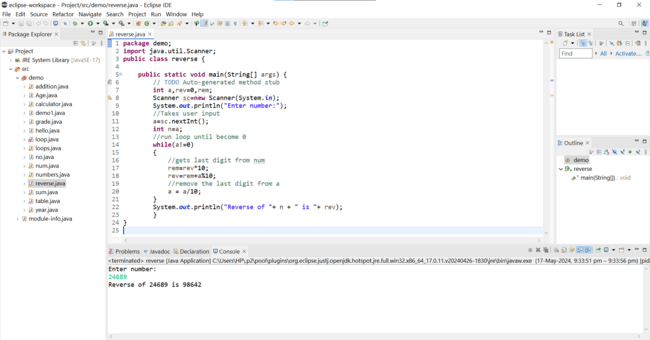 eclipse-workspace - Project/src/demo/reverse.java - Eclipse IDE
File Edit Source Refactor Navigate Search Project Run Window Help
Package Explorer
Project
JRE System Library [JavaSE-17]
src
demo
addition.java
Age.java
calculator.java
demo1.java
grade.java
hello.java
loop.java
loops.java
no.java
num.java
numbers.java
reverse.java
sum.java
table.java
year.java
module-info.java
reverse.java
1 package demo;
2 import java.util.Scanner;
3 public class reverse {
4
5 public static void main(String[] args) {
6 // TODO Auto-generated method stub
7 int a,rev=0,rem;
8 Scanner sc=new Scanner(System.in);
9 System.out.println("Enter number:");
10 //Takes user input
11 a=sc.nextInt();
12 int n=a;
13 //run loop until become 0
14 while(a!=0)
15 {
16 //gets last digit from num
17 rem=rev*10;
18 rev=rem+a%10;
19 //remove the last digit from a
20 a = a/10;
21 }
22 System.out.println("Reverse of "+ n + " is "+ rev);
23 }
24 }
25
Task List
Find
All
Activate...
Outline
demo
reverse
main(String[]) : void
Problems Javadoc Declaration Console
<terminated> reverse [Java Application] C:\Users\HP\.p2\pool\plugins\org.eclipse.justj.openjdk.hotspot.jre.full.win32.x86_64_17.0.11.v20240426-1830\jre\bin\javaw.exe (17-May-2024, 9:33:51 pm – 9:33:56 pm) [pid
Enter number:
24689
Reverse of 24689 is 98642